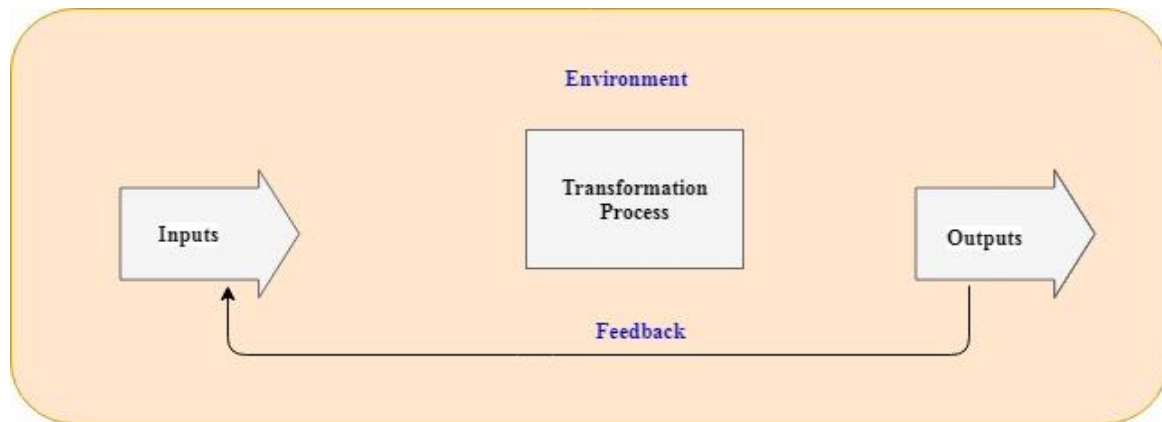 Environment
Transformation
Process
Inputs
Outputs
Feedback